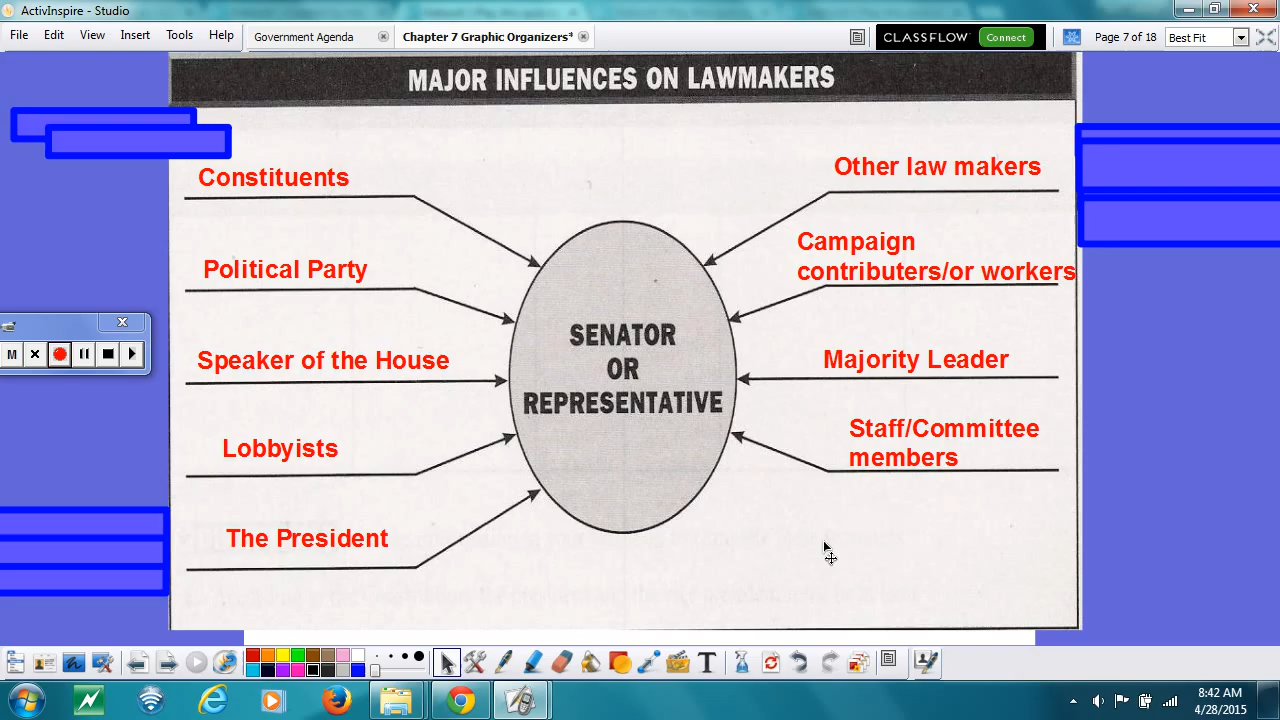 ActivInspire - Studio
File Edit View Insert Tools Help
Government Agenda
Chapter 7 Graphic Organizers*
CLASSFLOW Connect
Page 7 of 18
Best Fit
MAJOR INFLUENCES ON LAWMAKERS
Constituents
Political Party
Speaker of the House
Lobbyists
The President
SENATOR
OR
REPRESENTATIVE
Other law makers
Campaign
contributers/or workers
Majority Leader
Staff/Committee
members
M
8:42 AM
4/28/2015